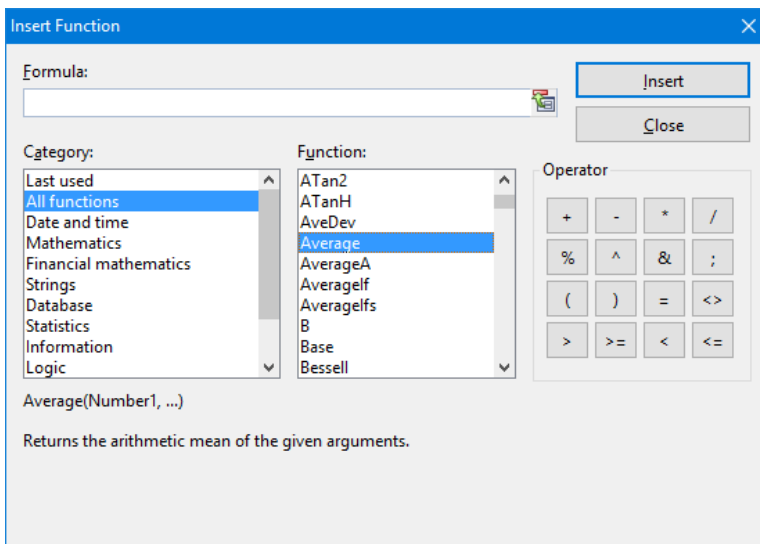 Insert Function
Formula:
Insert
Close
Category:
Last used
All functions
Date and time
Mathematics
Financial mathematics
Strings
Database
Statistics
Information
Logic
Function:
ATan2
ATanH
AveDev
Average
AverageA
AverageIf
AverageIfs
B
Base
BesselI
Operator
+ - * /
% ^ & ;
( ) = <>
> >= < <=
Average(Number1, ...)
Returns the arithmetic mean of the given arguments.